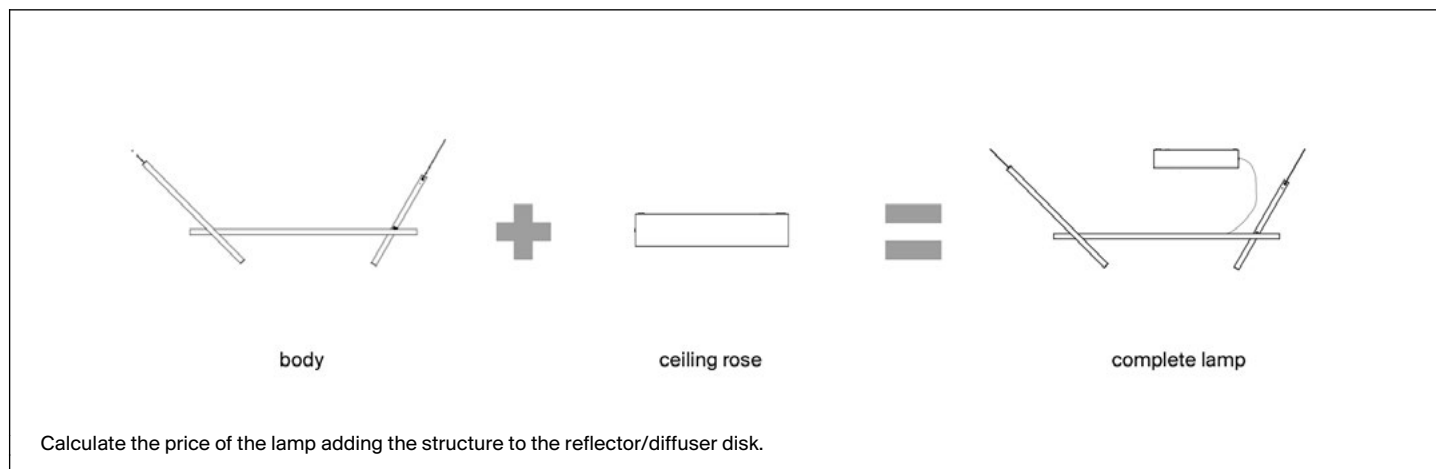 body
ceiling rose
complete lamp
Calculate the price of the lamp adding the structure to the reflector/diffuser disk.